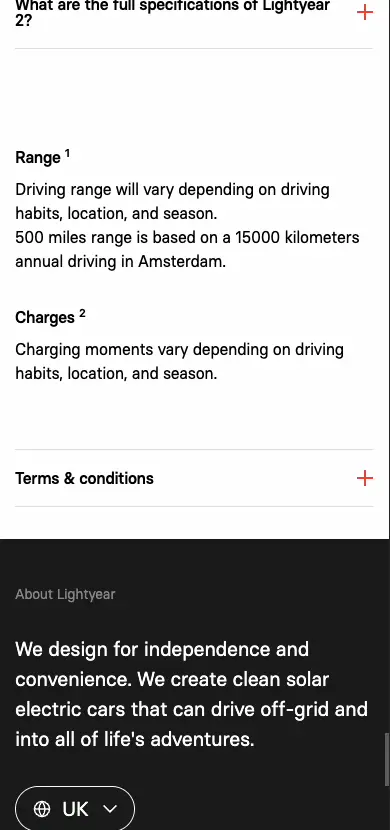 What are the full specifications of Lightyear
2?
Range 1
Driving range will vary depending on driving
habits, location, and season.
500 miles range is based on a 15000 kilometers
annual driving in Amsterdam.
Charges 2
Charging moments vary depending on driving
habits, location, and season.
Terms & conditions
About Lightyear
We design for independence and
convenience. We create clean solar
electric cars that can drive off-grid and
into all of life's adventures.
UK